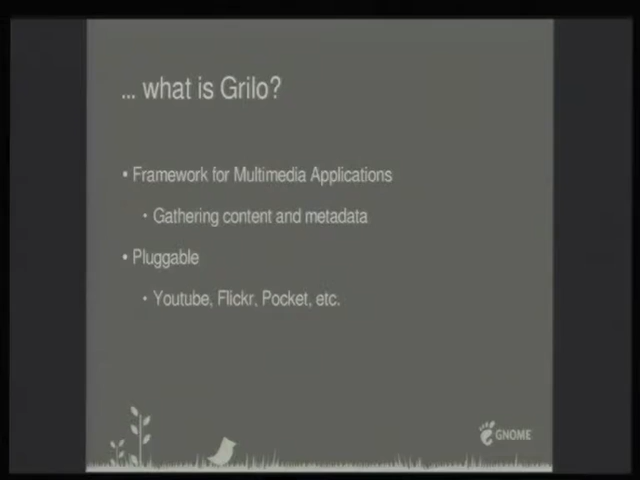 ... what is Grilo?
• Framework for Multimedia Applications
• Gathering content and metadata
• Pluggable
• Youtube, Flickr, Pocket, etc.
GNOME